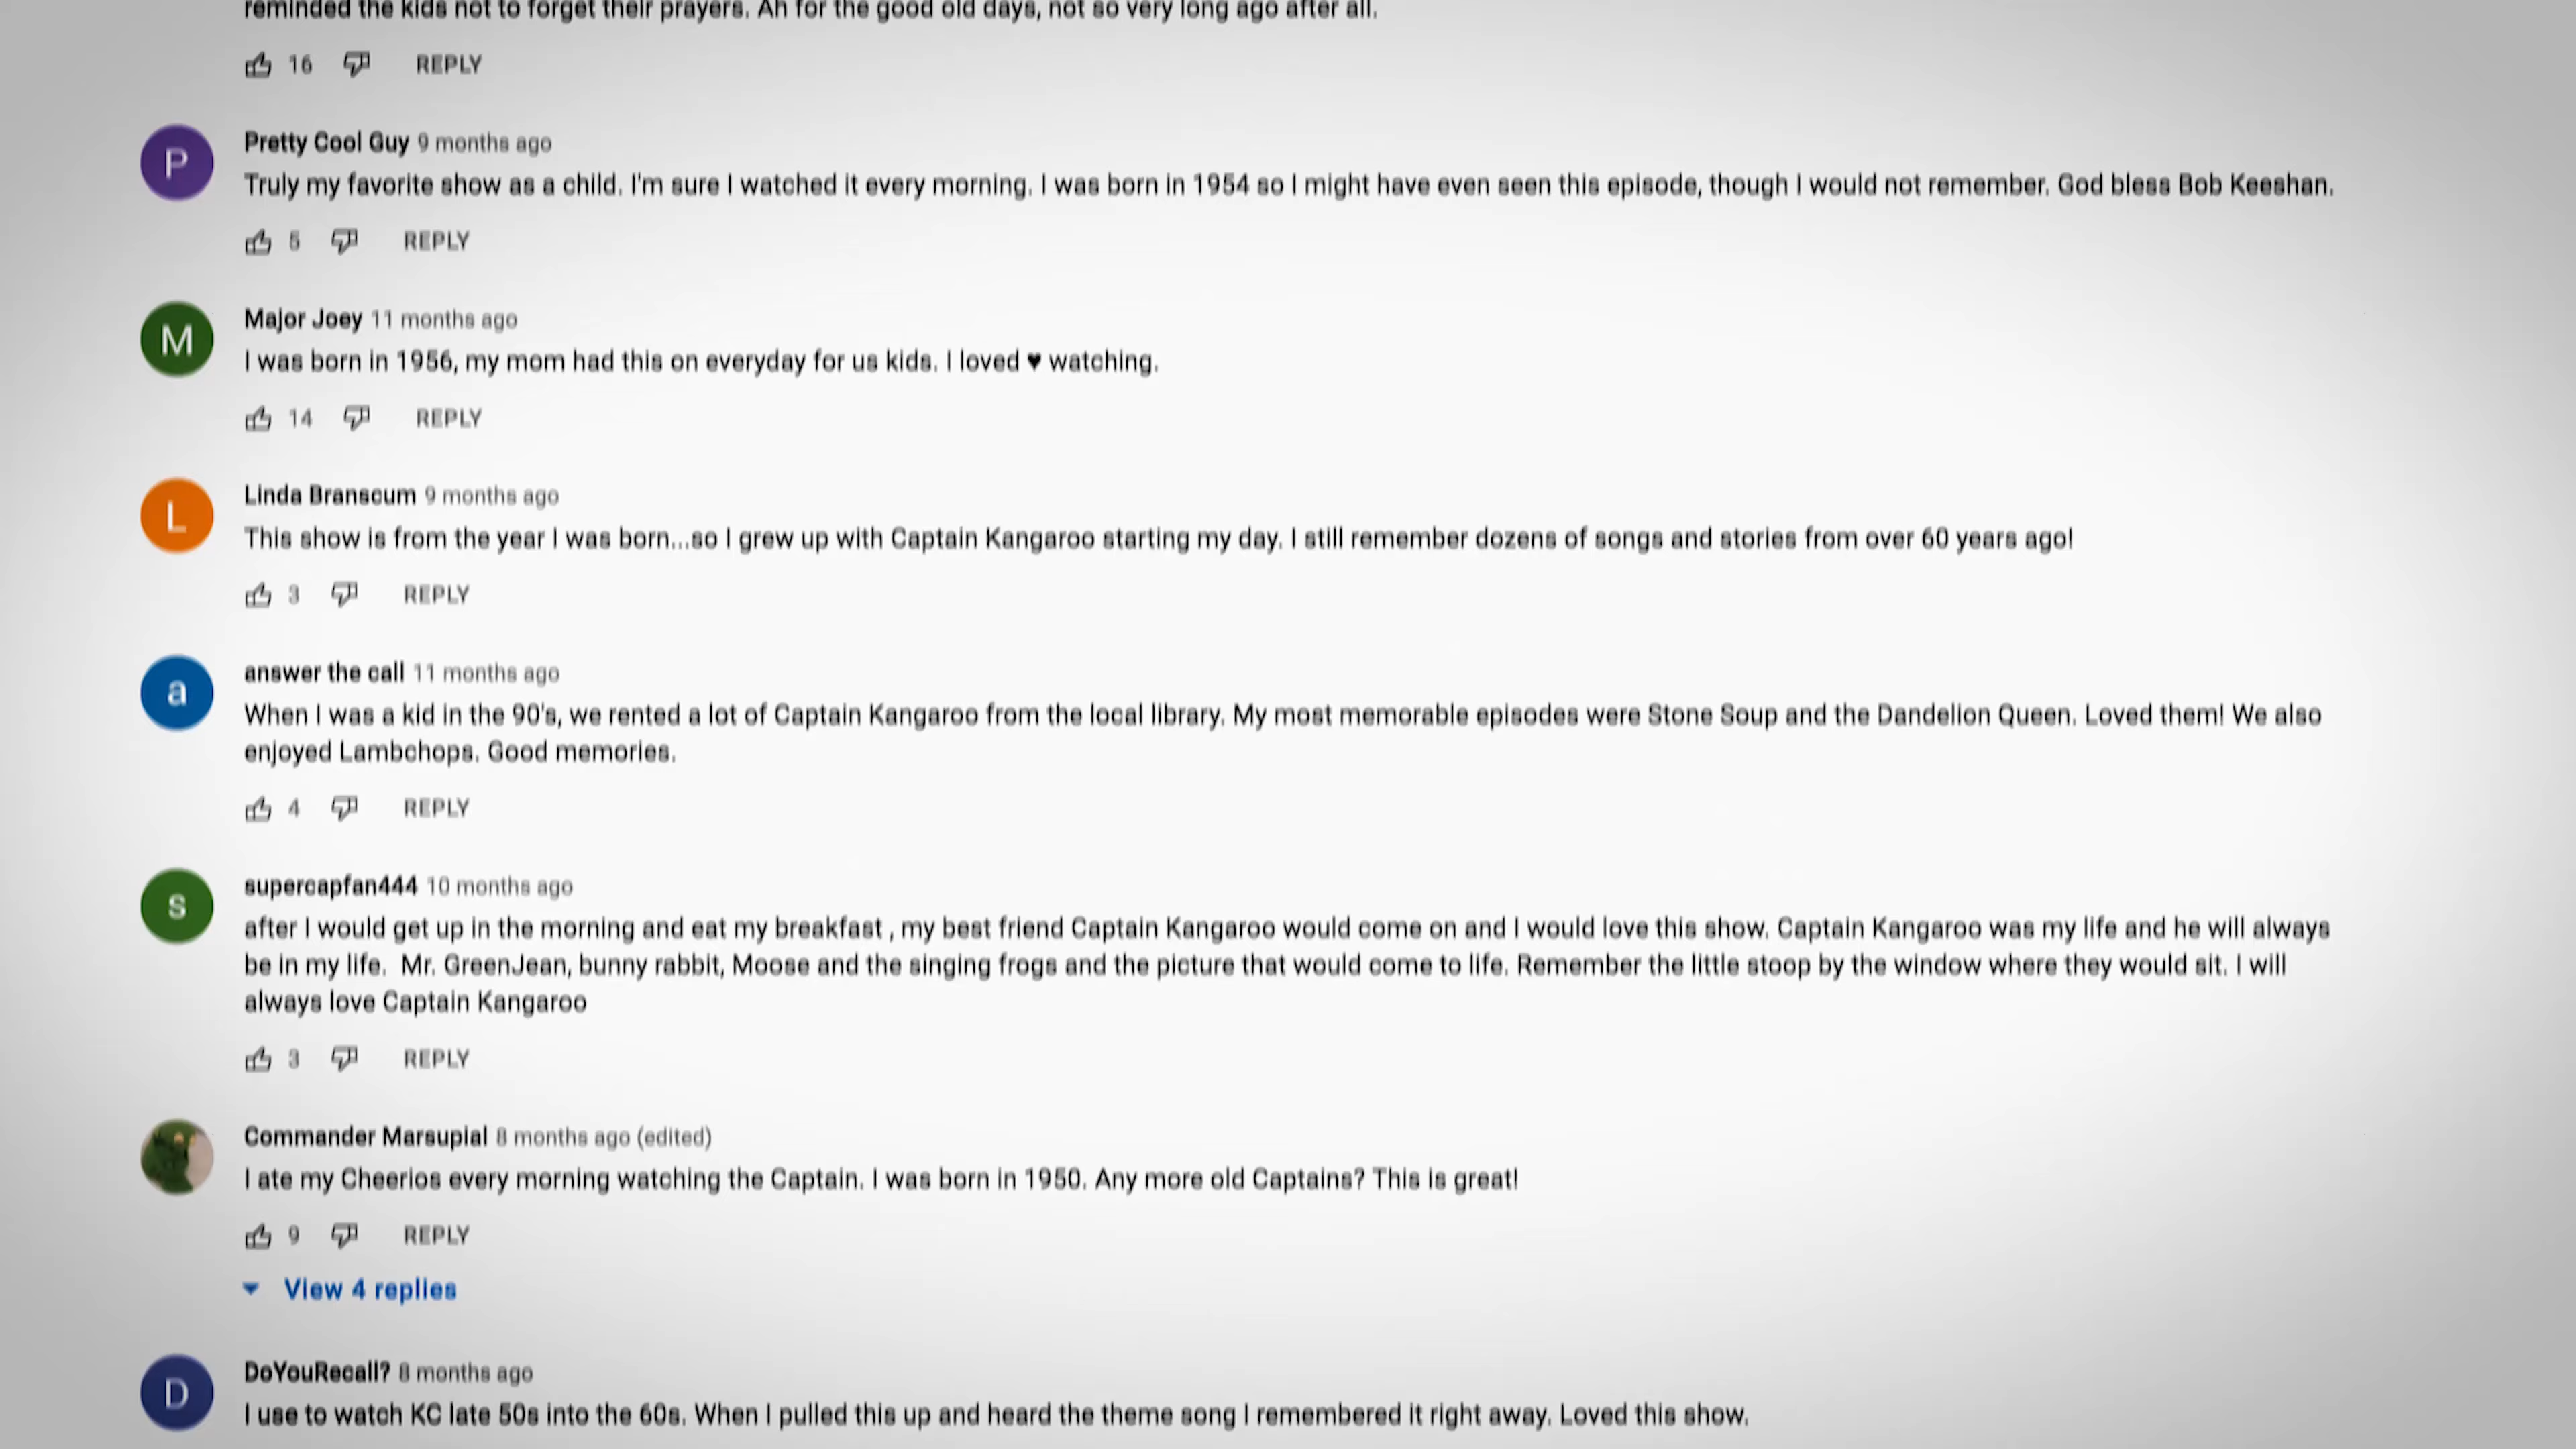 reminded the kids not to forget their prayers. Ah for the good old days, not so very long ago after all.
16 REPLY
P
Pretty Cool Guy 9 months ago
Truly my favorite show as a child. I'm sure I watched it every morning. I was born in 1954 so I might have even seen this episode, though I would not remember. God bless Bob Keeshan.
5 REPLY
M
Major Joey 11 months ago
I was born in 1956, my mom had this on everyday for us kids. I loved ♥ watching.
14 REPLY
L
Linda Branscum 9 months ago
This show is from the year I was born...so I grew up with Captain Kangaroo starting my day. I still remember dozens of songs and stories from over 60 years ago!
3 REPLY
a
answer the call 11 months ago
When I was a kid in the 90's, we rented a lot of Captain Kangaroo from the local library. My most memorable episodes were Stone Soup and the Dandelion Queen. Loved them! We also
enjoyed Lambchops. Good memories.
4 REPLY
s
supercapfan444 10 months ago
after I would get up in the morning and eat my breakfast , my best friend Captain Kangaroo would come on and I would love this show. Captain Kangaroo was my life and he will always
be in my life.  Mr. GreenJean, bunny rabbit, Moose and the singing frogs and the picture that would come to life. Remember the little stoop by the window where they would sit. I will
always love Captain Kangaroo
3 REPLY
Commander Marsupial 8 months ago (edited)
I ate my Cheerios every morning watching the Captain. I was born in 1950. Any more old Captains? This is great!
9 REPLY
View 4 replies
D
DoYouRecall? 8 months ago
I use to watch KC late 50s into the 60s. When I pulled this up and heard the theme song I remembered it right away. Loved this show.